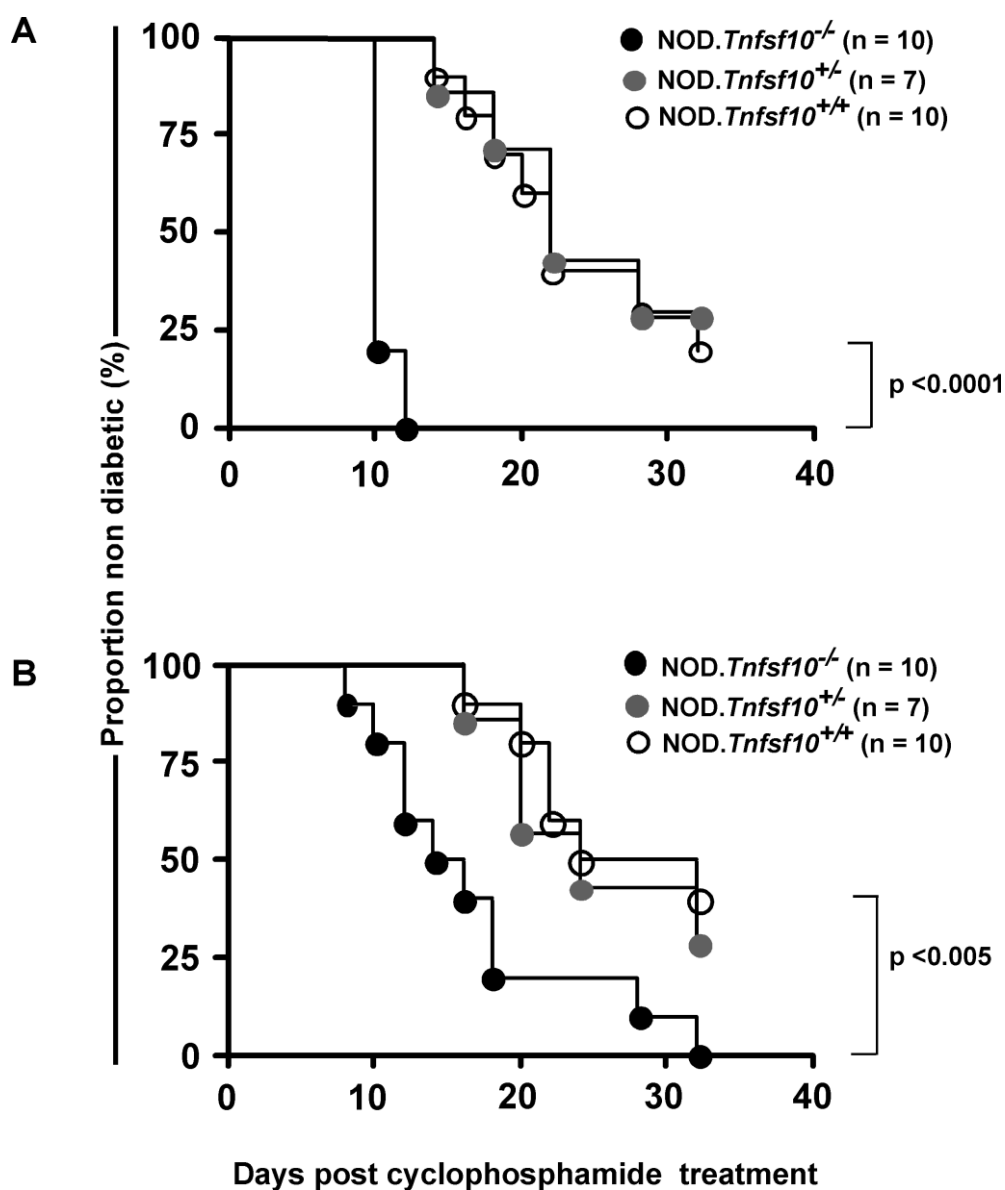 A
Proportion non diabetic (%)
100
75
50
25
0
0 10 20 30 40
NOD.Tnfsf10-/- (n = 10)
NOD.Tnfsf10+/- (n = 7)
NOD.Tnfsf10+/+ (n = 10)
p <0.0001
B
100
75
50
25
0
0 10 20 30 40
NOD.Tnfsf10-/- (n = 10)
NOD.Tnfsf10+/- (n = 7)
NOD.Tnfsf10+/+ (n = 10)
p <0.005
Days post cyclophosphamide treatment